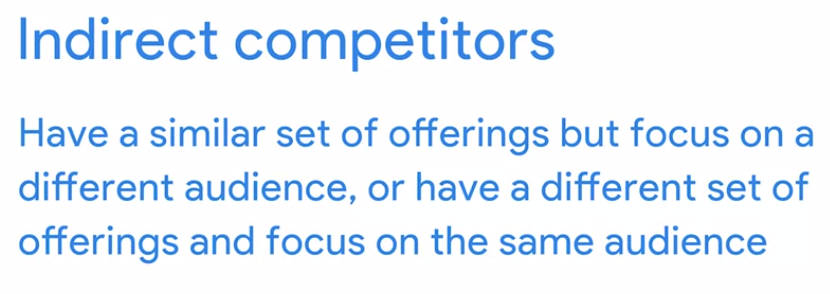 Indirect competitors
Have a similar set of offerings but focus on a
different audience, or have a different set of
offerings and focus on the same audience